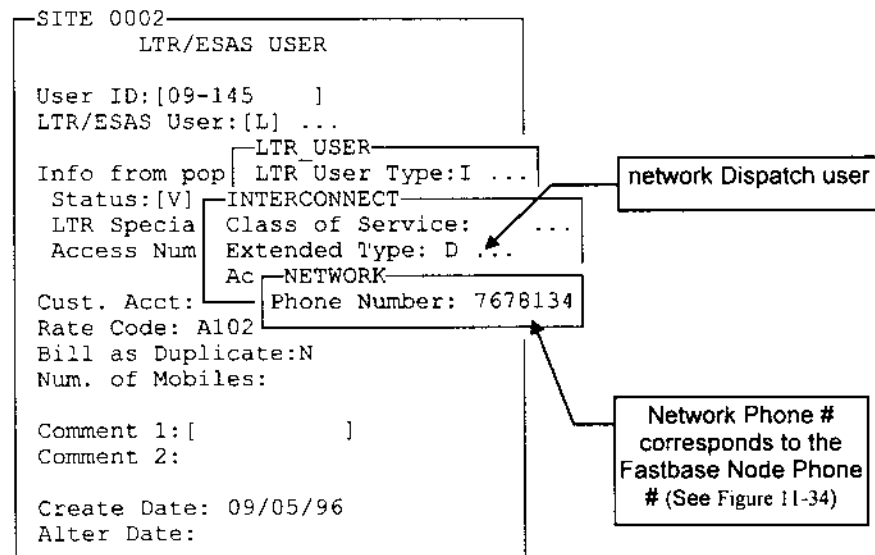 SITE 0002
LTR/ESAS USER
User ID:[09-145 ]
LTR/ESAS User:[L] ...
LTR_USER
Info from pop LTR User Type:I ...
Status:[V] INTERCONNECT
LTR Specia Class of Service: ...
Access Num Extended Type: D ...
Ac NETWORK
Cust. Acct: Phone Number: 7678134
Rate Code: A102
Bill as Duplicate:N
Num. of Mobiles:
Comment 1:[ ]
Comment 2:
Create Date: 09/05/96
Alter Date:
network Dispatch user
Network Phone #
corresponds to the
Fastbase Node Phone
# (See Figure 11-34)